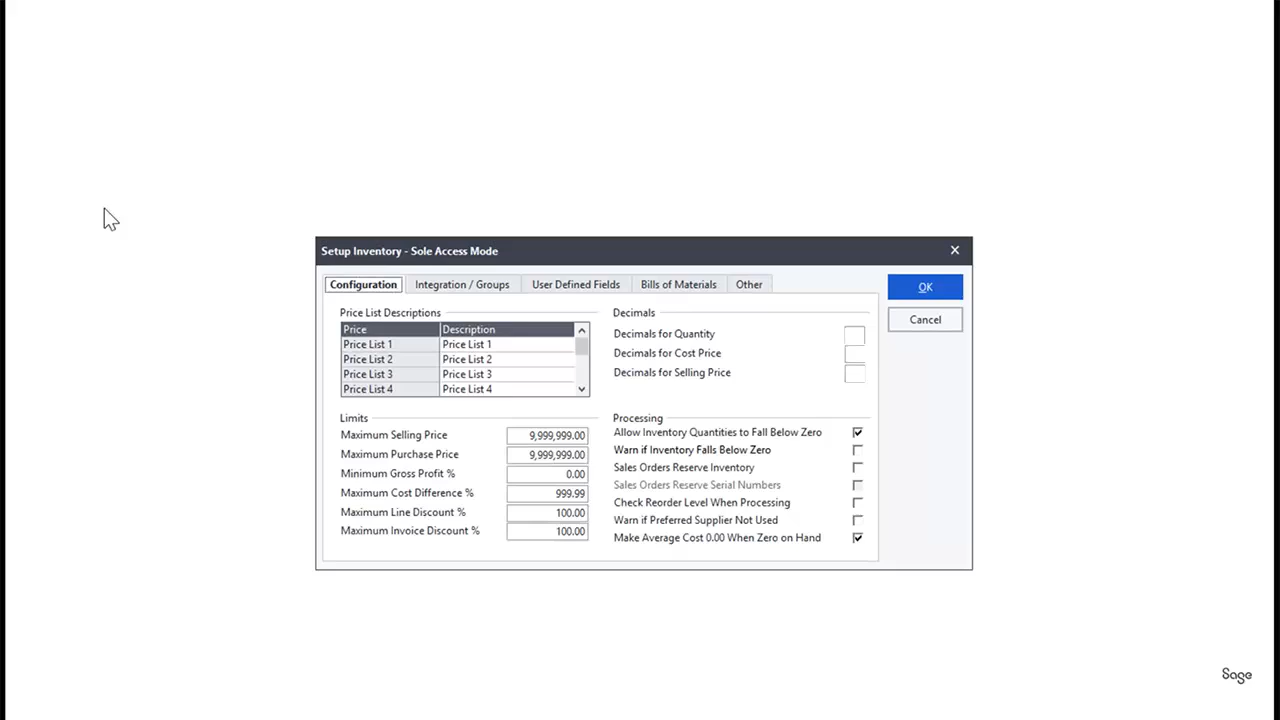 Setup Inventory - Sole Access Mode
Configuration Integration / Groups User Defined Fields Bills of Materials Other
OK
Cancel
Price List Descriptions
Price Description
Price List 1 Price List 1
Price List 2 Price List 2
Price List 3 Price List 3
Price List 4 Price List 4
Decimals
Decimals for Quantity
Decimals for Cost Price
Decimals for Selling Price
Limits
Maximum Selling Price 9,999,999.00
Maximum Purchase Price 9,999,999.00
Minimum Gross Profit % 0.00
Maximum Cost Difference % 999.99
Maximum Line Discount % 100.00
Maximum Invoice Discount % 100.00
Processing
Allow Inventory Quantities to Fall Below Zero
Warn if Inventory Falls Below Zero
Sales Orders Reserve Inventory
Sales Orders Reserve Serial Numbers
Check Reorder Level When Processing
Warn if Preferred Supplier Not Used
Make Average Cost 0.00 When Zero on Hand
Sage